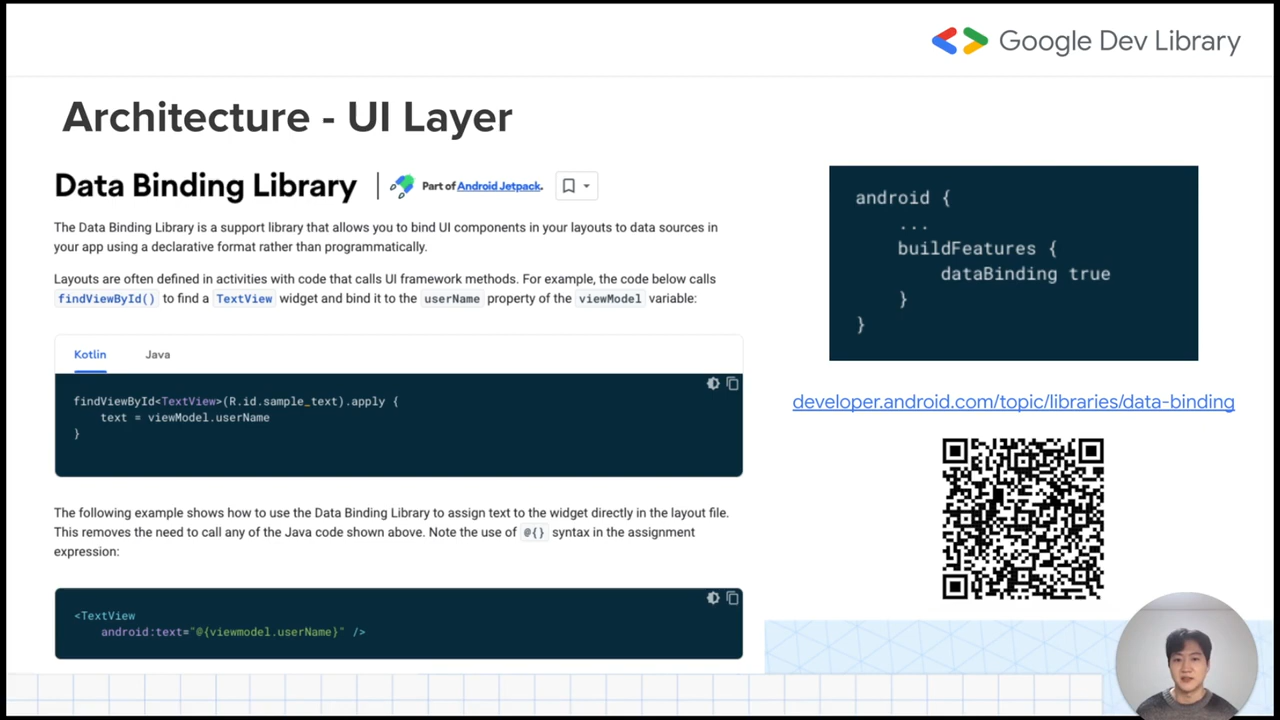 Google Dev Library
Architecture - UI Layer
Data Binding Library | Part of Android Jetpack.
The Data Binding Library is a support library that allows you to bind UI components in your layouts to data sources in
your app using a declarative format rather than programmatically.
Layouts are often defined in activities with code that calls UI framework methods. For example, the code below calls
findViewById() to find a TextView widget and bind it to the userName property of the viewModel variable:
Kotlin Java
findViewById<TextView>(R.id.sample_text).apply {
    text = viewModel.userName
}
The following example shows how to use the Data Binding Library to assign text to the widget directly in the layout file.
This removes the need to call any of the Java code shown above. Note the use of @{} syntax in the assignment
expression:
<TextView
    android:text="@{viewmodel.userName}" />
android {
    ...
    buildFeatures {
        dataBinding true
    }
}
developer.android.com/topic/libraries/data-binding